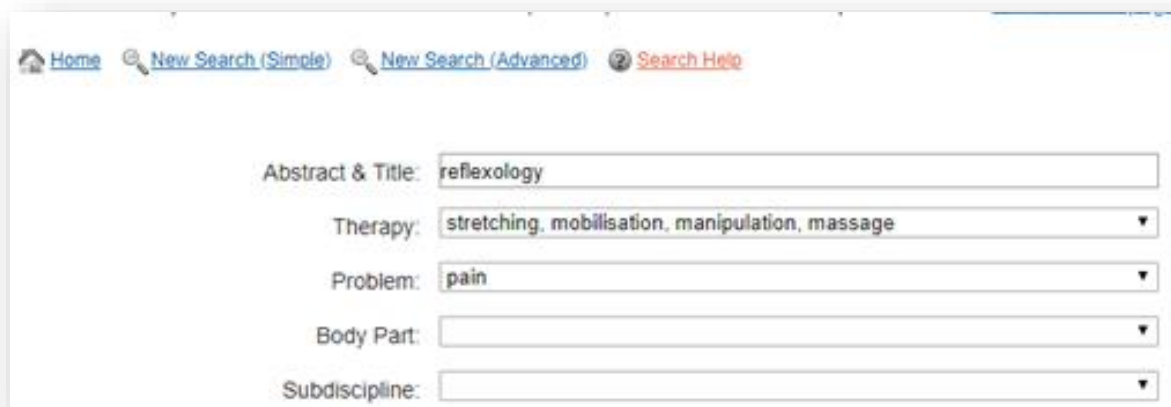 Home New Search (Simple) New Search (Advanced) Search Help
Abstract & Title: reflexology
Therapy: stretching, mobilisation, manipulation, massage
Problem: pain
Body Part:
Subdiscipline: